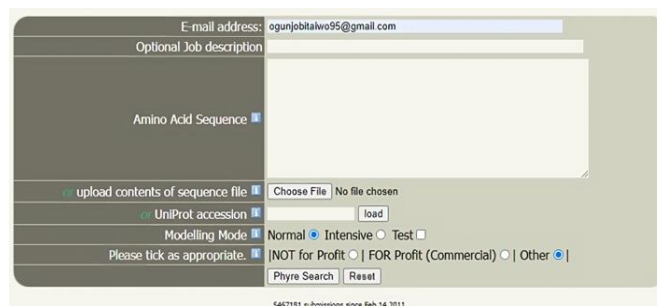 E-mail address: ogunjobitaiwo95@gmail.com
Optional Job description
Amino Acid Sequence
or upload contents of sequence file Choose File No file chosen
or UniProt accession load
Modelling Mode Normal Intensive Test
Please tick as appropriate. |NOT for Profit | FOR Profit (Commercial) | Other |
Phyre Search Reset
5467181 submissions since Feb 14 2011